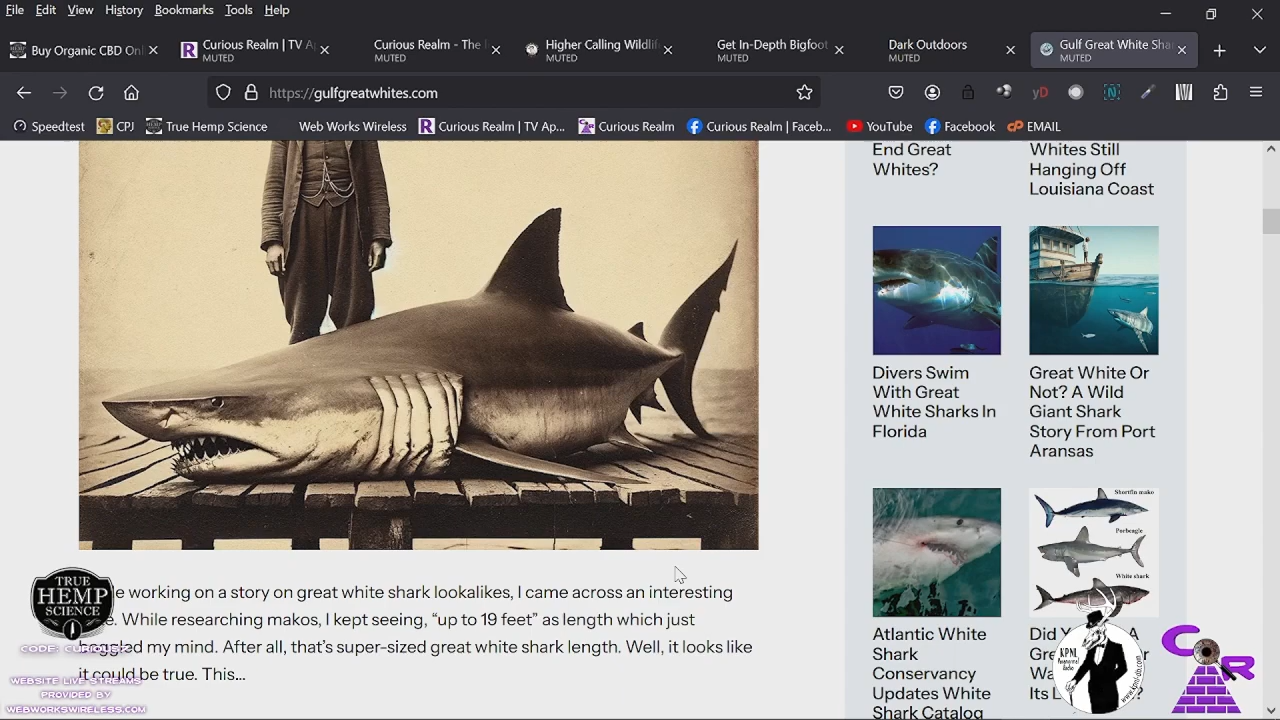 File Edit View History Bookmarks Tools Help
Buy Organic CBD Onl
Curious Realm | TV A
MUTED
Curious Realm - The
MUTED
Higher Calling Wildlif
MUTED
Get In-Depth Bigfoot
MUTED
Dark Outdoors
MUTED
Gulf Great White Sha
MUTED
https://gulfgreatwhites.com
Speedtest CPJ True Hemp Science Web Works Wireless Curious Realm | TV Ap... Curious Realm Curious Realm | Faceb... YouTube Facebook EMAIL
End Great
Whites?
Whites Still
Hanging Off
Louisiana Coast
Divers Swim
With Great
White Sharks In
Florida
Great White Or
Not? A Wild
Giant Shark
Story From Port
Aransas
Shortfin mako
Porbeagle
White shark
Atlantic White
Shark
Conservancy
Updates White
Shark Catalog
working on a story on great white shark lookalikes, I came across an interesting
While researching makos, I kept seeing, “up to 19 feet” as length which just
my mind. After all, that’s super-sized great white shark length. Well, it looks like
it could be true. This...
TRUE
HEMP
SCIENCE
CODE: CURIOUS
WEBSITE LIVE STREAMS
PROVIDED BY
WEBWORKSWIRELESS.COM
KPNL
Paranormal
Radio
C R